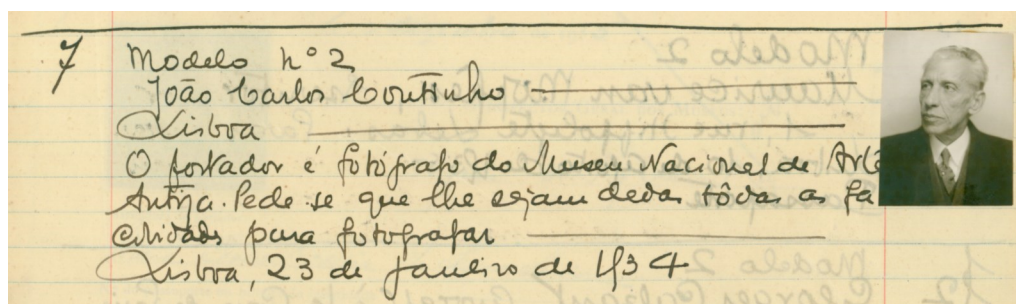 7
Modelo nº 2
João Carlos Coutinho
Lisboa
O portador é fotógrafo do Museu Nacional de Arte
Antiga. Pede-se que lhe sejam dadas tôdas as fa
cilidades para fotografar
Lisboa, 23 de Janeiro de 1934